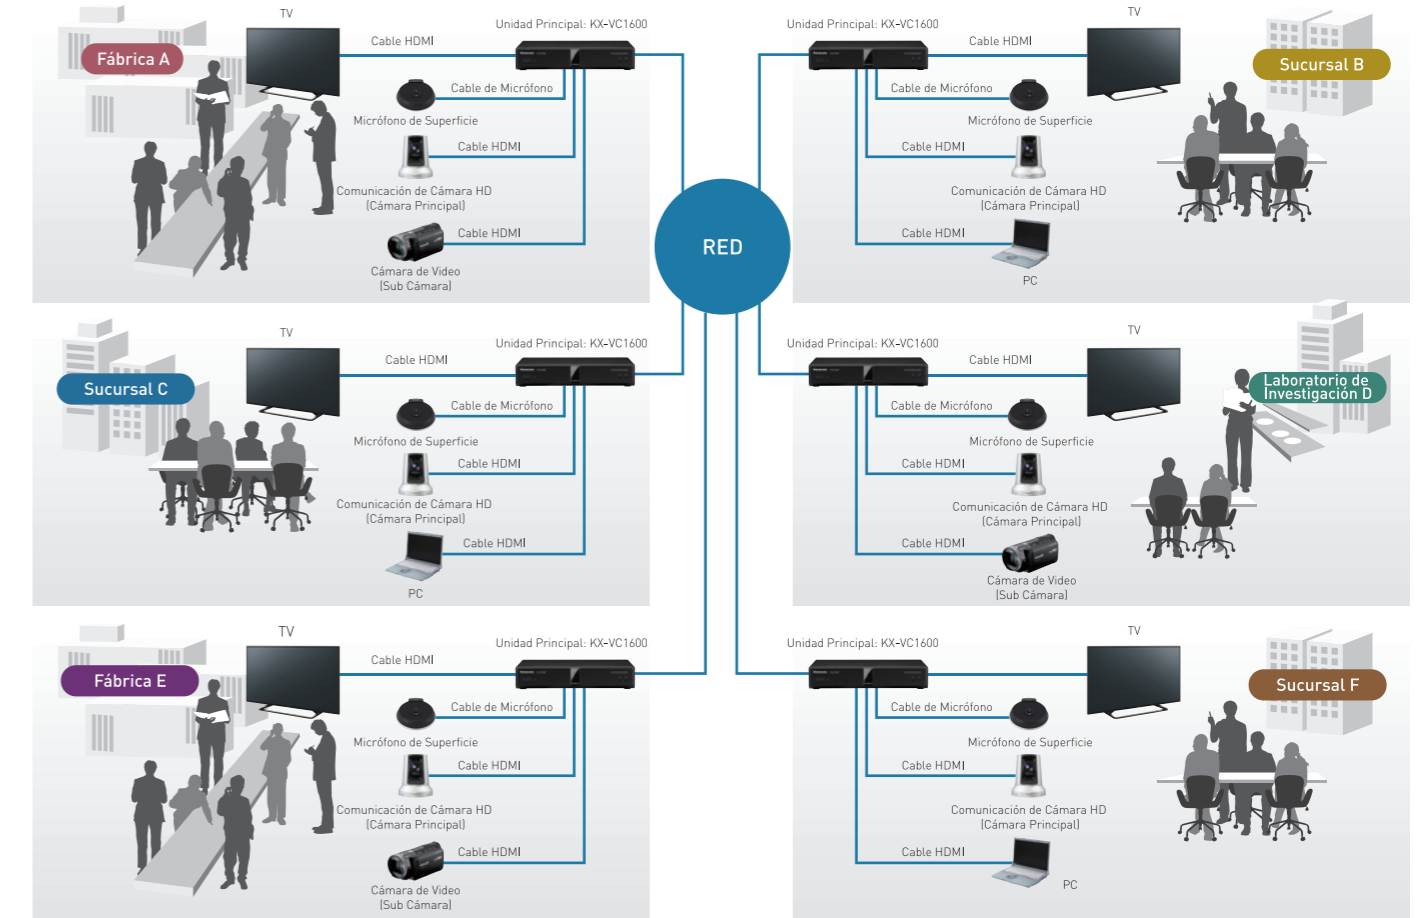 TV
Unidad Principal: KX-VC1600
Fábrica A
Cable HDMI
Cable de Micrófono
Micrófono de Superficie
Cable HDMI
Comunicación de Cámara HD
(Cámara Principal)
Cable HDMI
Cámara de Video
(Sub Cámara)
Unidad Principal: KX-VC1600
TV
Cable HDMI
Sucursal B
Cable de Micrófono
Micrófono de Superficie
Cable HDMI
Comunicación de Cámara HD
(Cámara Principal)
Cable HDMI
PC
RED
TV
Unidad Principal: KX-VC1600
Sucursal C
Cable HDMI
Cable de Micrófono
Micrófono de Superficie
Cable HDMI
Comunicación de Cámara HD
(Cámara Principal)
Cable HDMI
PC
Unidad Principal: KX-VC1600
TV
Cable HDMI
Laboratorio de
Investigación D
Cable de Micrófono
Micrófono de Superficie
Cable HDMI
Comunicación de Cámara HD
(Cámara Principal)
Cable HDMI
Cámara de Video
(Sub Cámara)
TV
Unidad Principal: KX-VC1600
Fábrica E
Cable HDMI
Cable de Micrófono
Micrófono de Superficie
Cable HDMI
Comunicación de Cámara HD
(Cámara Principal)
Cable HDMI
Cámara de Video
(Sub Cámara)
Unidad Principal: KX-VC1600
TV
Sucursal F
Cable de Micrófono
Micrófono de Superficie
Cable HDMI
Comunicación de Cámara HD
(Cámara Principal)
Cable HDMI
PC